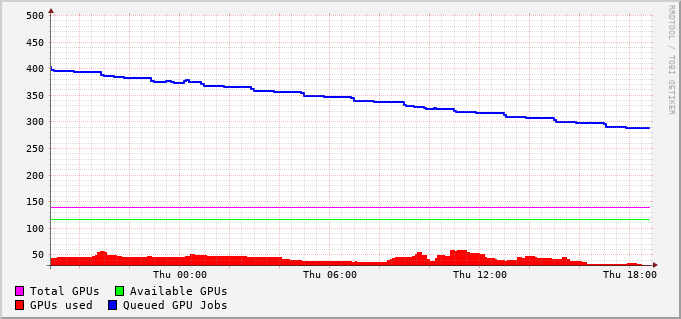 500
450
400
350
300
250
200
150
100
50
Thu 00:00 Thu 06:00 Thu 12:00 Thu 18:00
Total GPUs Available GPUs
GPUs used Queued GPU Jobs
RRDTOOL / TOBI OETIKER